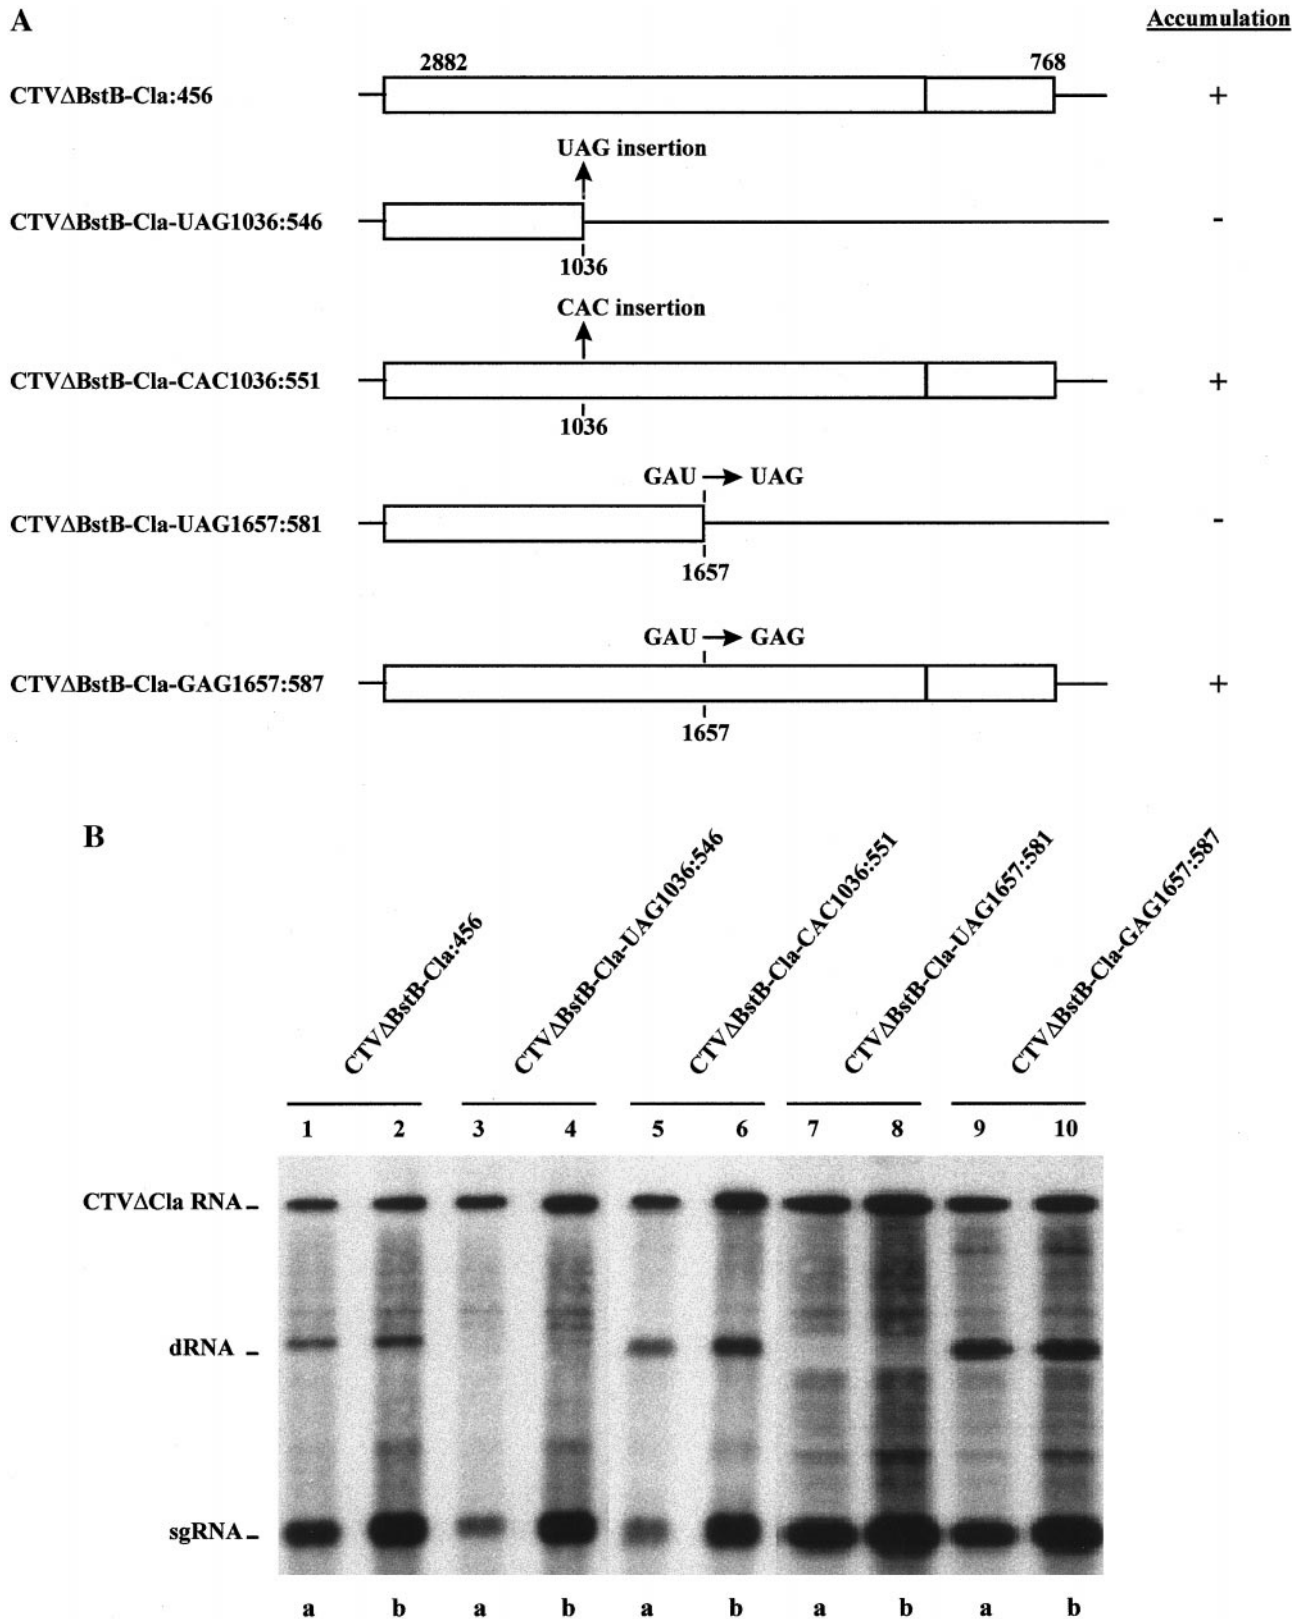 A
Accumulation
2882 768
CTVΔBstB-Cla:456 +
UAG insertion
CTVΔBstB-Cla-UAG1036:546 -
1036
CAC insertion
CTVΔBstB-Cla-CAC1036:551 +
1036
GAU → UAG
CTVΔBstB-Cla-UAG1657:581 -
1657
GAU → GAG
CTVΔBstB-Cla-GAG1657:587 +
1657
B
CTVΔBstB-Cla:456
CTVΔBstB-Cla-UAG1036:546
CTVΔBstB-Cla-CAC1036:551
CTVΔBstB-Cla-UAG1657:581
CTVΔBstB-Cla-GAG1657:587
1 2 3 4 5 6 7 8 9 10
CTVΔCla RNA
dRNA
sgRNA
a b a b a b a b a b